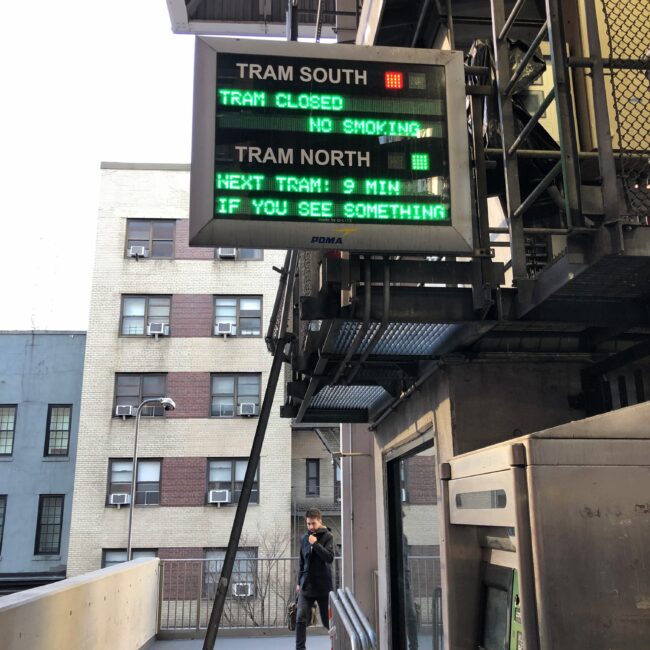 TRAM SOUTH
TRAM CLOSED
NO SMOKING
TRAM NORTH
NEXT TRAM: 9 MIN
IF YOU SEE SOMETHING
POMA